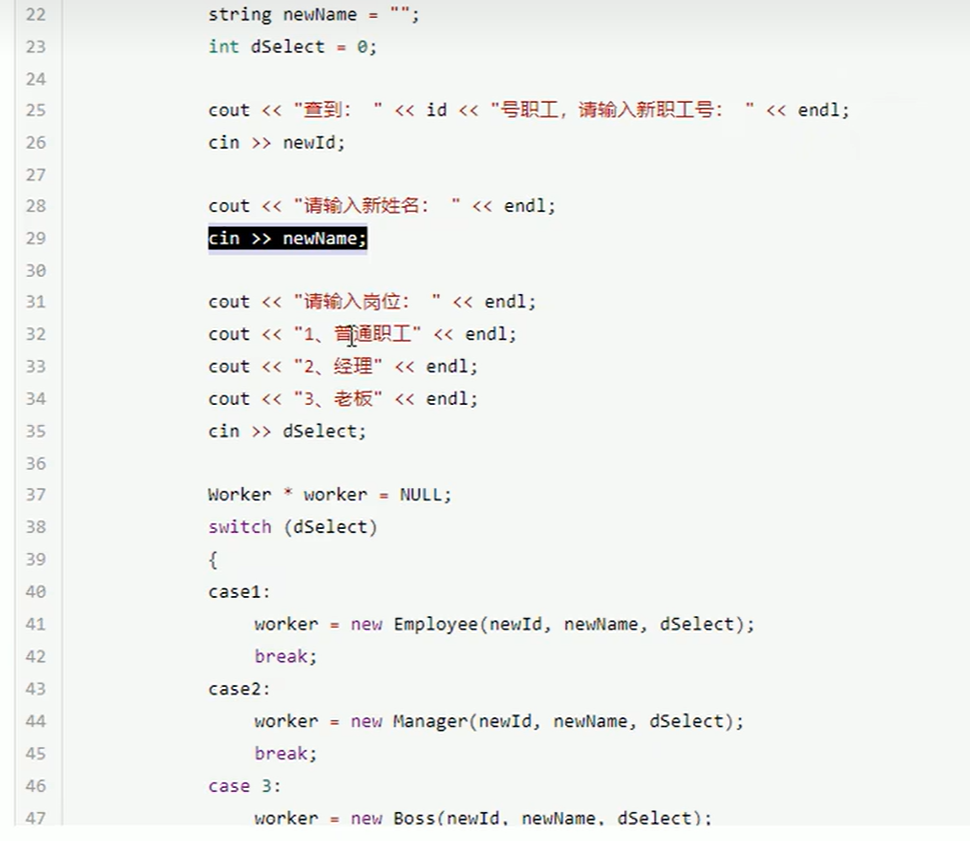 22 string newName = "";
23 int dSelect = 0;
24
25 cout << "查到： " << id << "号职工，请输入新职工号： " << endl;
26 cin >> newId;
27
28 cout << "请输入新姓名： " << endl;
29 cin >> newName;
30
31 cout << "请输入岗位： " << endl;
32 cout << "1、普通职工" << endl;
33 cout << "2、经理" << endl;
34 cout << "3、老板" << endl;
35 cin >> dSelect;
36
37 Worker * worker = NULL;
38 switch (dSelect)
39 {
40 case1:
41 worker = new Employee(newId, newName, dSelect);
42 break;
43 case2:
44 worker = new Manager(newId, newName, dSelect);
45 break;
46 case 3:
47 worker = new Boss(newId, newName, dSelect);